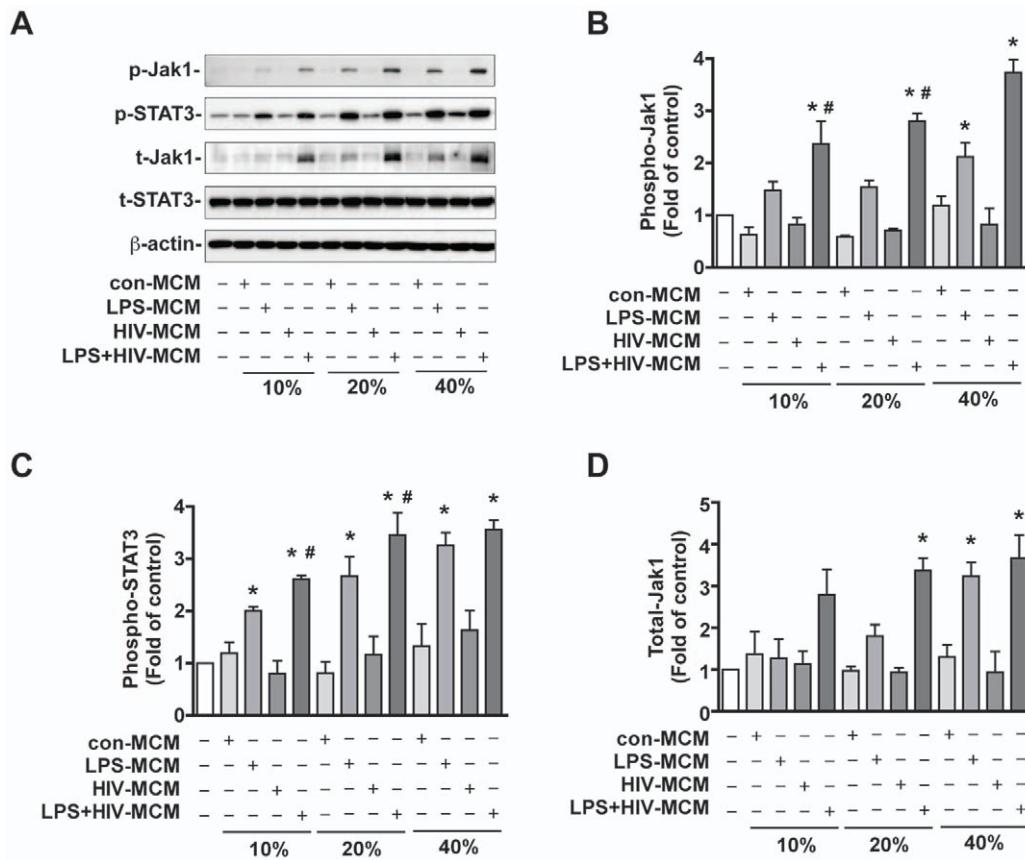 A
p-Jak1-
p-STAT3-
t-Jak1-
t-STAT3-
β-actin-
con-MCM – + – – – + – – – + – – –
LPS-MCM – – + – – – + – – – + – –
HIV-MCM – – – + – – – + – – – + –
LPS+HIV-MCM – – – – + – – – + – – – +
10% 20% 40%
B
Phospho-Jak1
(Fold of control)
4
3
2
1
0
* # * # * *
con-MCM – + – – – + – – – + – – –
LPS-MCM – – + – – – + – – – + – –
HIV-MCM – – – + – – – + – – – + –
LPS+HIV-MCM – – – – + – – – + – – – +
10% 20% 40%
C
Phospho-STAT3
(Fold of control)
4
3
2
1
0
* * # * * # * *
con-MCM – + – – – + – – – + – – –
LPS-MCM – – + – – – + – – – + – –
HIV-MCM – – – + – – – + – – – + –
LPS+HIV-MCM – – – – + – – – + – – – +
10% 20% 40%
D
Total-Jak1
(Fold of control)
5
4
3
2
1
0
* * *
con-MCM – + – – – + – – – + – – –
LPS-MCM – – + – – – + – – – + – –
HIV-MCM – – – + – – – + – – – + –
LPS+HIV-MCM – – – – + – – – + – – – +
10% 20% 40%